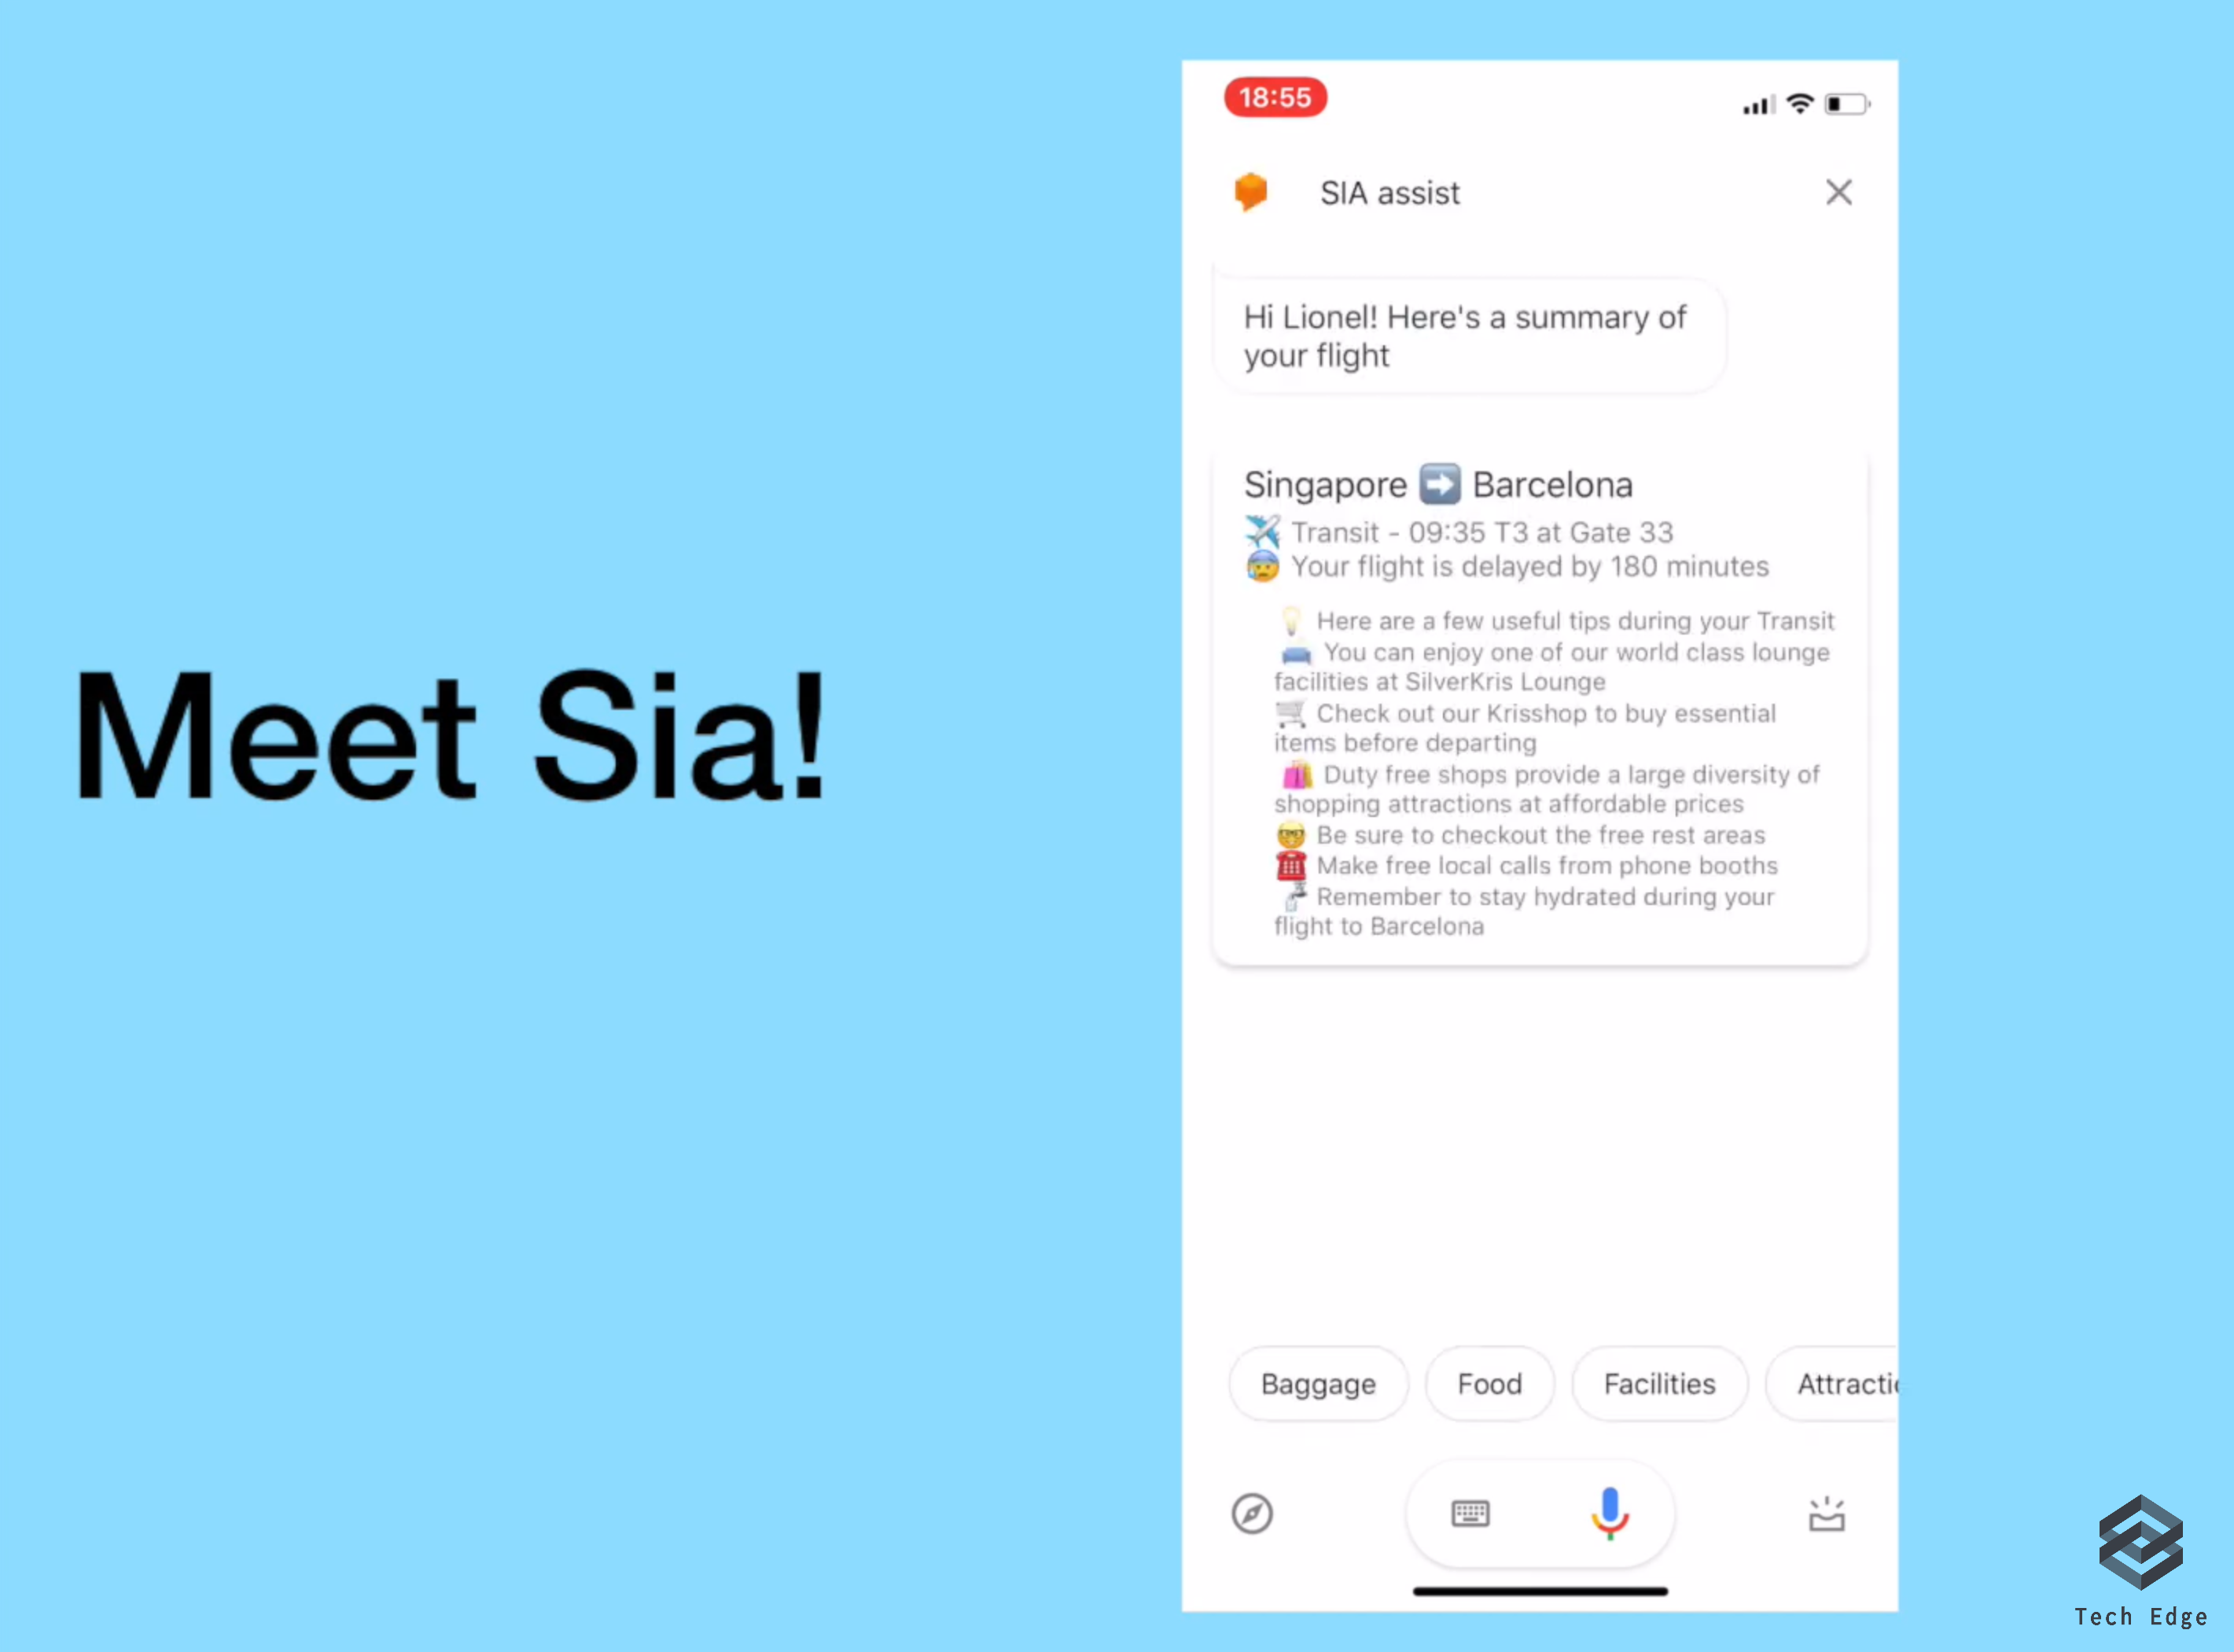 Meet Sia!
18:55
SIA assist
Hi Lionel! Here's a summary of
your flight
Singapore ➡️ Barcelona
✈️ Transit - 09:35 T3 at Gate 33
😰 Your flight is delayed by 180 minutes
💡 Here are a few useful tips during your Transit
🛋️ You can enjoy one of our world class lounge
facilities at SilverKris Lounge
🛒 Check out our Krisshop to buy essential
items before departing
🛍️ Duty free shops provide a large diversity of
shopping attractions at affordable prices
🤓 Be sure to checkout the free rest areas
☎️ Make free local calls from phone booths
🚰 Remember to stay hydrated during your
flight to Barcelona
Baggage
Food
Facilities
Attractic
Tech Edge